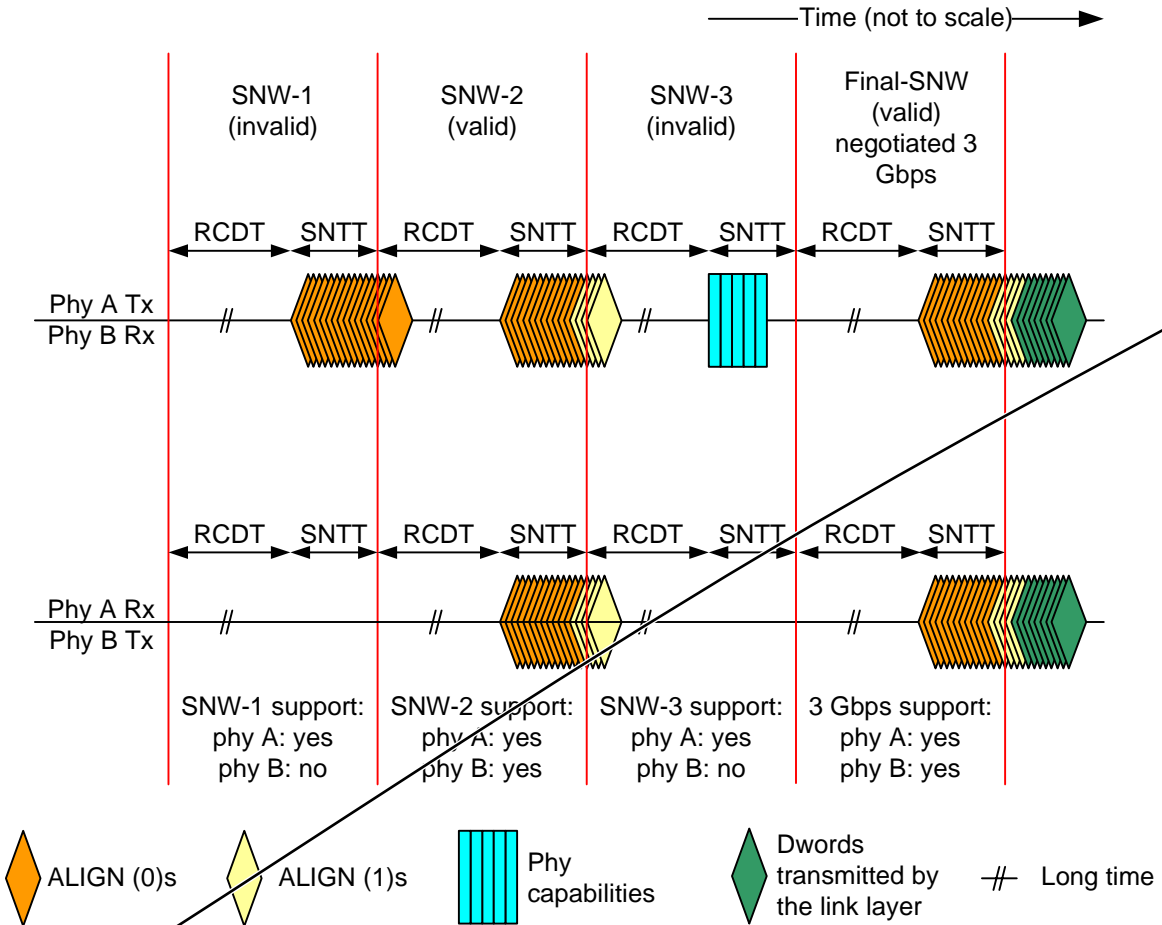 Time (not to scale)
SNW-1
(invalid)
SNW-2
(valid)
SNW-3
(invalid)
Final-SNW
(valid)
negotiated 3
Gbps
RCDT SNTT RCDT SNTT RCDT SNTT RCDT SNTT
Phy A Tx
Phy B Rx
RCDT SNTT RCDT SNTT RCDT SNTT RCDT SNTT
Phy A Rx
Phy B Tx
SNW-1 support:
phy A: yes
phy B: no
SNW-2 support:
phy A: yes
phy B: yes
SNW-3 support:
phy A: yes
phy B: no
3 Gbps support:
phy A: yes
phy B: yes
ALIGN (0)s
ALIGN (1)s
Phy
capabilities
Dwords
transmitted by
the link layer
Long time